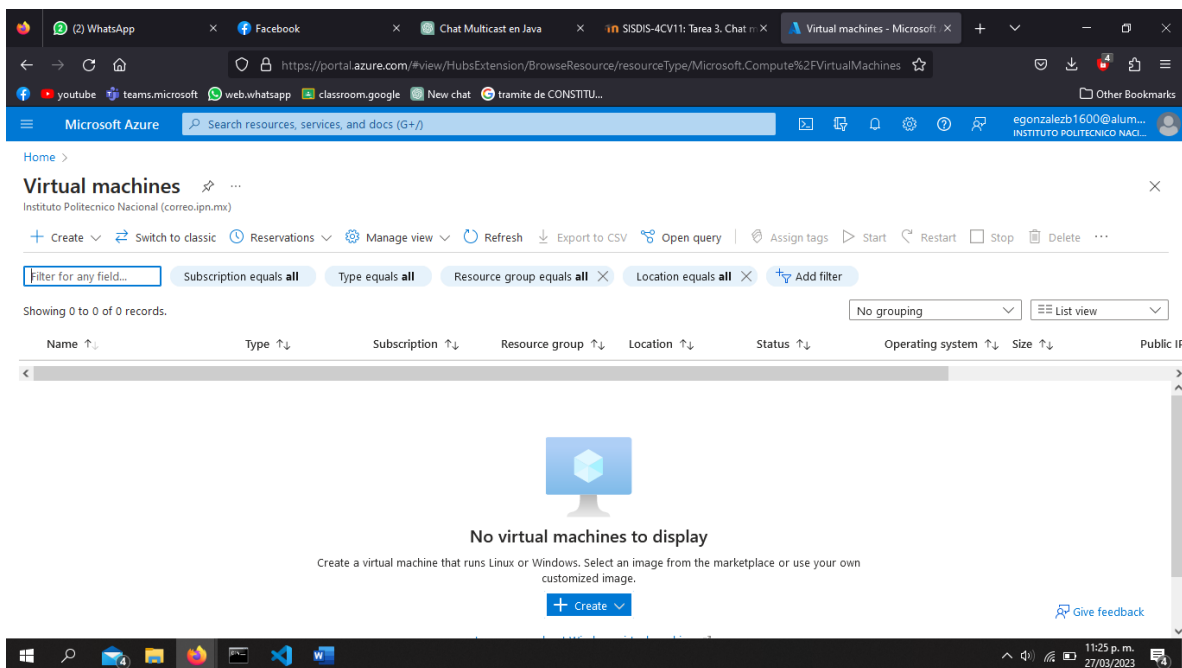 (2) WhatsApp
Facebook
Chat Multicast en Java
SISDIS-4CV11: Tarea 3. Chat m
Virtual machines - Microsoft
https://portal.azure.com/#view/HubsExtension/BrowseResource/resourceType/Microsoft.Compute%2FVirtualMachines
4
youtube teams.microsoft web.whatsapp classroom.google New chat tramite de CONSTITU... Other Bookmarks
Microsoft Azure
Search resources, services, and docs (G+/)
egonzalezb1600@alum...
INSTITUTO POLITECNICO NACI...
Home >
Virtual machines ...
Instituto Politecnico Nacional (correo.ipn.mx)
+ Create Switch to classic Reservations Manage view Refresh Export to CSV Open query Assign tags Start Restart Stop Delete ...
Filter for any field... Subscription equals all Type equals all Resource group equals all Location equals all Add filter
Showing 0 to 0 of 0 records. No grouping List view
Name ↑↓ Type ↑↓ Subscription ↑↓ Resource group ↑↓ Location ↑↓ Status ↑↓ Operating system ↑↓ Size ↑↓ Public IP
No virtual machines to display
Create a virtual machine that runs Linux or Windows. Select an image from the marketplace or use your own
customized image.
+ Create
Give feedback
11:25 p. m.
27/03/2023